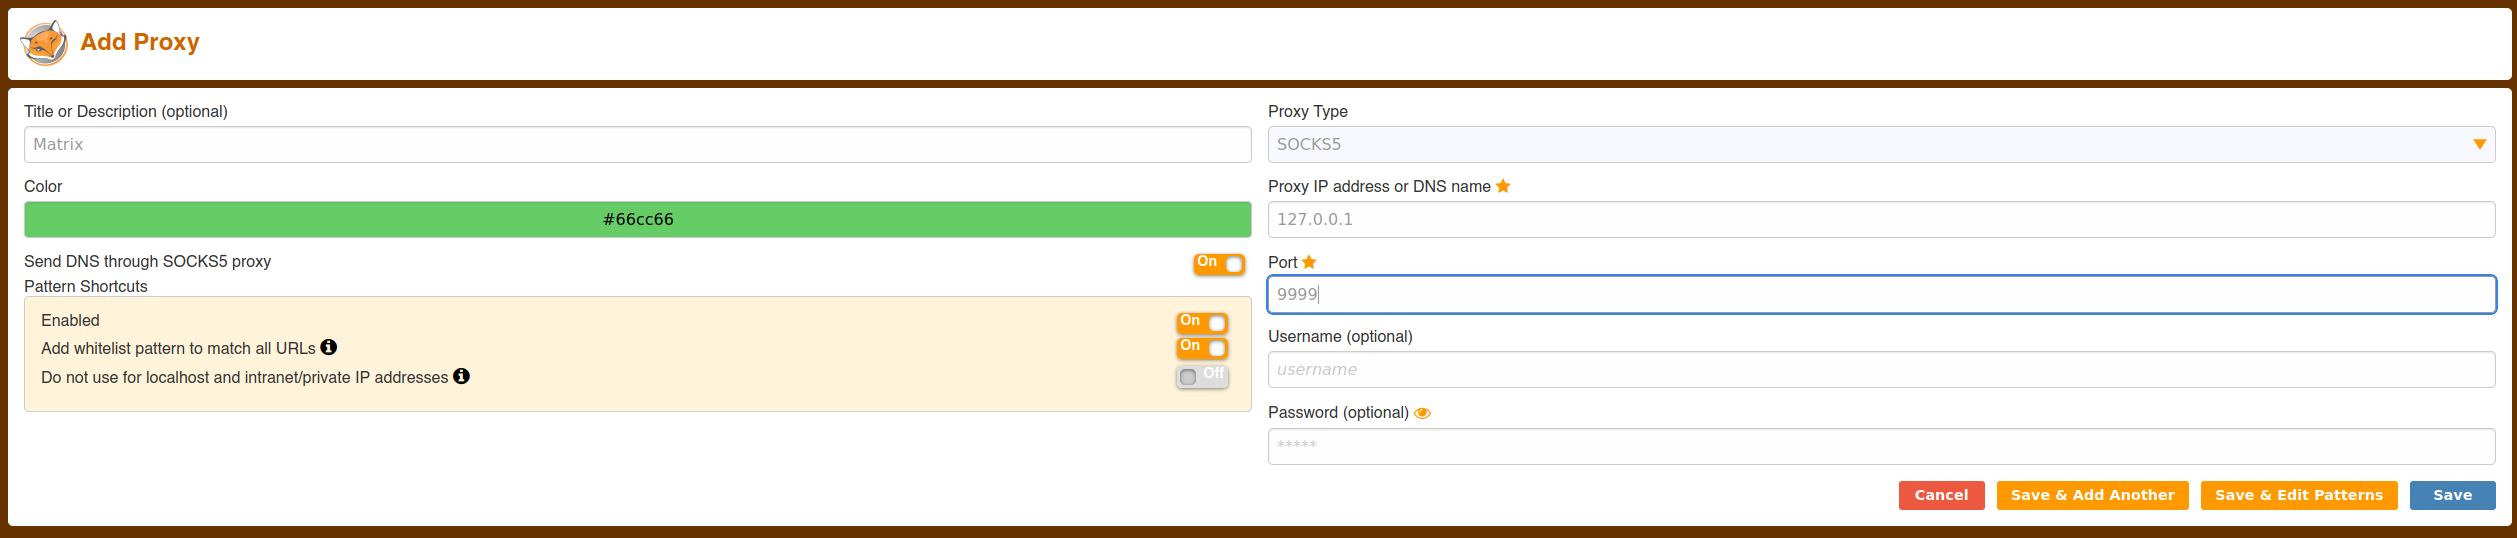 Add Proxy
Title or Description (optional)
Matrix
Color
#66cc66
Send DNS through SOCKS5 proxy
On
Pattern Shortcuts
Enabled
On
Add whitelist pattern to match all URLs
On
Do not use for localhost and intranet/private IP addresses
Off
Proxy Type
SOCKS5
Proxy IP address or DNS name
127.0.0.1
Port
9999
Username (optional)
username
Password (optional)
*****
Cancel
Save & Add Another
Save & Edit Patterns
Save